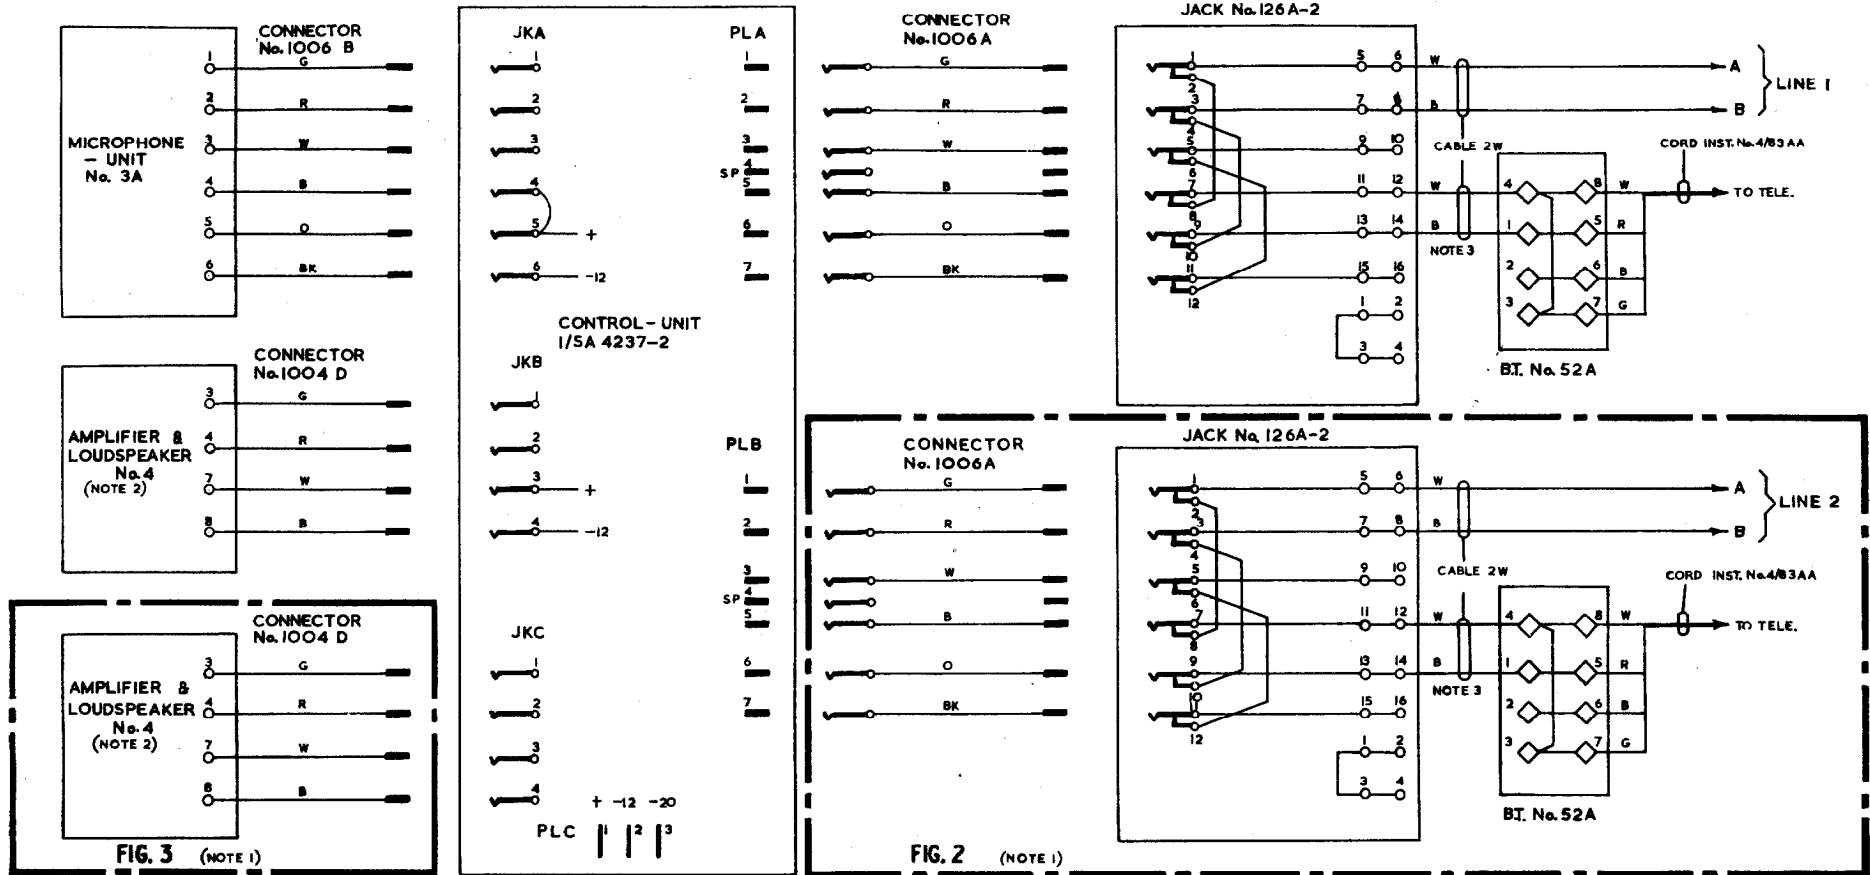 CONNECTOR
No. 1006 B
MICROPHONE
– UNIT
No. 3A
1 G
2 R
3 W
4 B
5 O
6 BK
CONNECTOR
No. 1004 D
AMPLIFIER &
LOUDSPEAKER
No. 4
(NOTE 2)
3 G
4 R
7 W
8 B
CONNECTOR
No. 1004 D
AMPLIFIER &
LOUDSPEAKER
No. 4
(NOTE 2)
3 G
4 R
7 W
8 B
FIG. 3 (NOTE 1)
JKA
1
2
3
4
5 +
6 -12
PLA
1
2
3
SP 4
5
6
7
CONTROL-UNIT
1/SA 4237-2
JKB
1
2
3 +
4 -12
PLB
1
2
3
SP 4
5
6
7
JKC
1
2
3
4
+ -12 -20
PLC 1 2 3
CONNECTOR
No. 1006A
G
R
W
B
O
BK
JACK No. 126A-2
1
2
3
4
5
6
7
8
9
10
11
12
5 6 W A
7 8 B B
LINE 1
9 10
CABLE 2W
11 12 W
13 14 B
NOTE 3
15 16
1 2
3 4
4 8 W
1 5 R
2 6 B
3 7 G
B.T. No. 52A
CORD INST. No. 4/83AA
TO TELE.
CONNECTOR
No. 1006A
G
R
W
B
O
BK
JACK No. 126A-2
1
2
3
4
5
6
7
8
9
10
11
12
5 6 W A
7 8 B B
LINE 2
9 10
CABLE 2W
11 12 W
13 14 B
NOTE 3
15 16
1 2
3 4
4 8 W
1 5 R
2 6 B
3 7 G
B.T. No. 52A
CORD INST. No. 4/83AA
TO TELE.
FIG. 2 (NOTE 1)